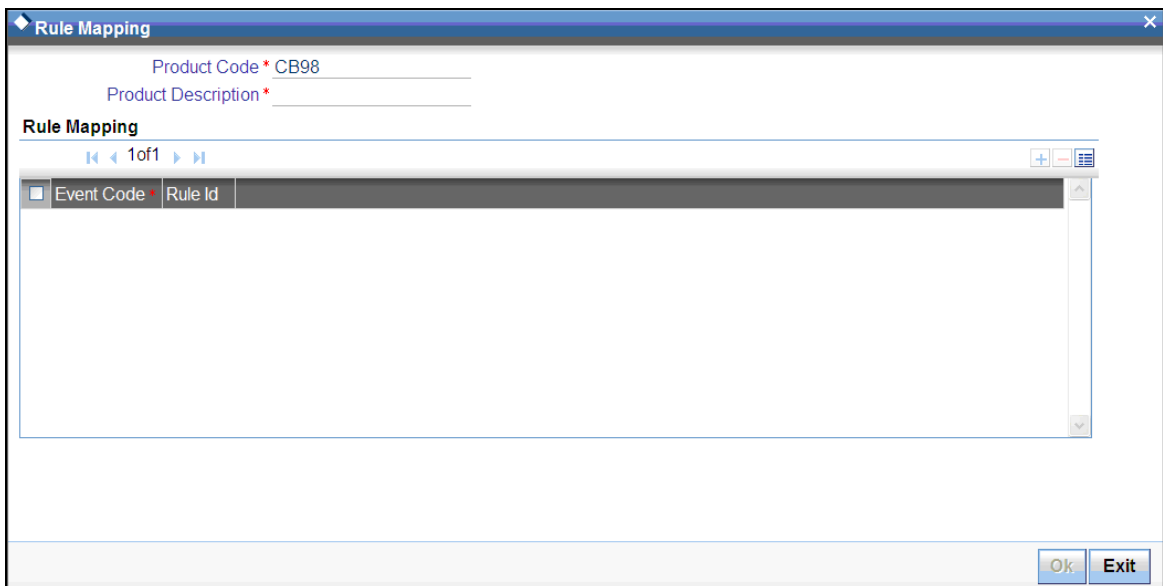 Rule Mapping
Product Code * CB98
Product Description *
Rule Mapping
1of1
Event Code * Rule Id
Ok Exit